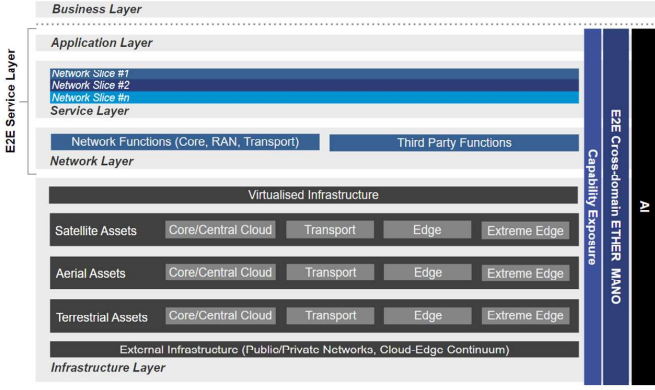 Business Layer
Application Layer
Network Slice #1
Network Slice #2
Network Slice #n
Service Layer
Network Functions (Core, RAN, Transport)
Third Party Functions
Network Layer
Virtualised Infrastructure
Satellite Assets
Core/Central Cloud
Transport
Edge
Extreme Edge
Aerial Assets
Core/Central Cloud
Transport
Edge
Extreme Edge
Terrestrial Assets
Core/Central Cloud
Transport
Edge
Extreme Edge
External Infrastructure (Public/Private Networks, Cloud-Edge Continuum)
Infrastructure Layer
E2E Service Layer
Capability Exposure
E2E Cross-domain ETHER MANO
AI